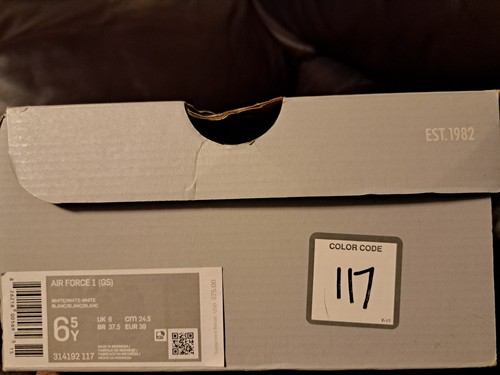 EST.1982
COLOR CODE
117
AIR FORCE 1 (GS)
WHITE/WHITE-WHITE
BLANC/BLANC/BLANC
6 5 Y
UK 6 cm 24.5
BR 37.5 EUR 39
314192 117